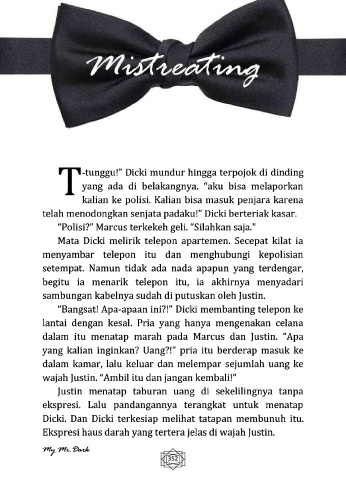 Mistreating
T-tunggu!” Dicki mundur hingga terpojok di dinding
yang ada di belakangnya. “aku bisa melaporkan
kalian ke polisi. Kalian bisa masuk penjara karena
telah menodongkan senjata padaku!” Dicki berteriak kasar.
“Polisi?” Marcus terkekeh geli. “Silahkan saja.”
Mata Dicki melirik telepon apartemen. Secepat kilat ia
menyambar telepon itu dan menghubungi kepolisian
setempat. Namun tidak ada nada apapun yang terdengar,
begitu ia menarik telepon itu, ia akhirnya menyadari
sambungan kabelnya sudah di putuskan oleh Justin.
“Bangsat! Apa-apaan ini?!” Dicki membanting telepon ke
lantai dengan kesal. Pria yang hanya mengenakan celana
dalam itu menatap marah pada Marcus dan Justin. “Apa
yang kalian inginkan? Uang?!” pria itu berderap masuk ke
dalam kamar, lalu keluar dan melempar sejumlah uang ke
wajah Justin. “Ambil itu dan jangan kembali!”
Justin menatap taburan uang di sekelilingnya tanpa
ekspresi. Lalu pandangannya terangkat untuk menatap
Dicki. Dan Dicki terkesiap melihat tatapan membunuh itu.
Ekspresi haus darah yang tertera jelas di wajah Justin.
My Mr. Dark
352